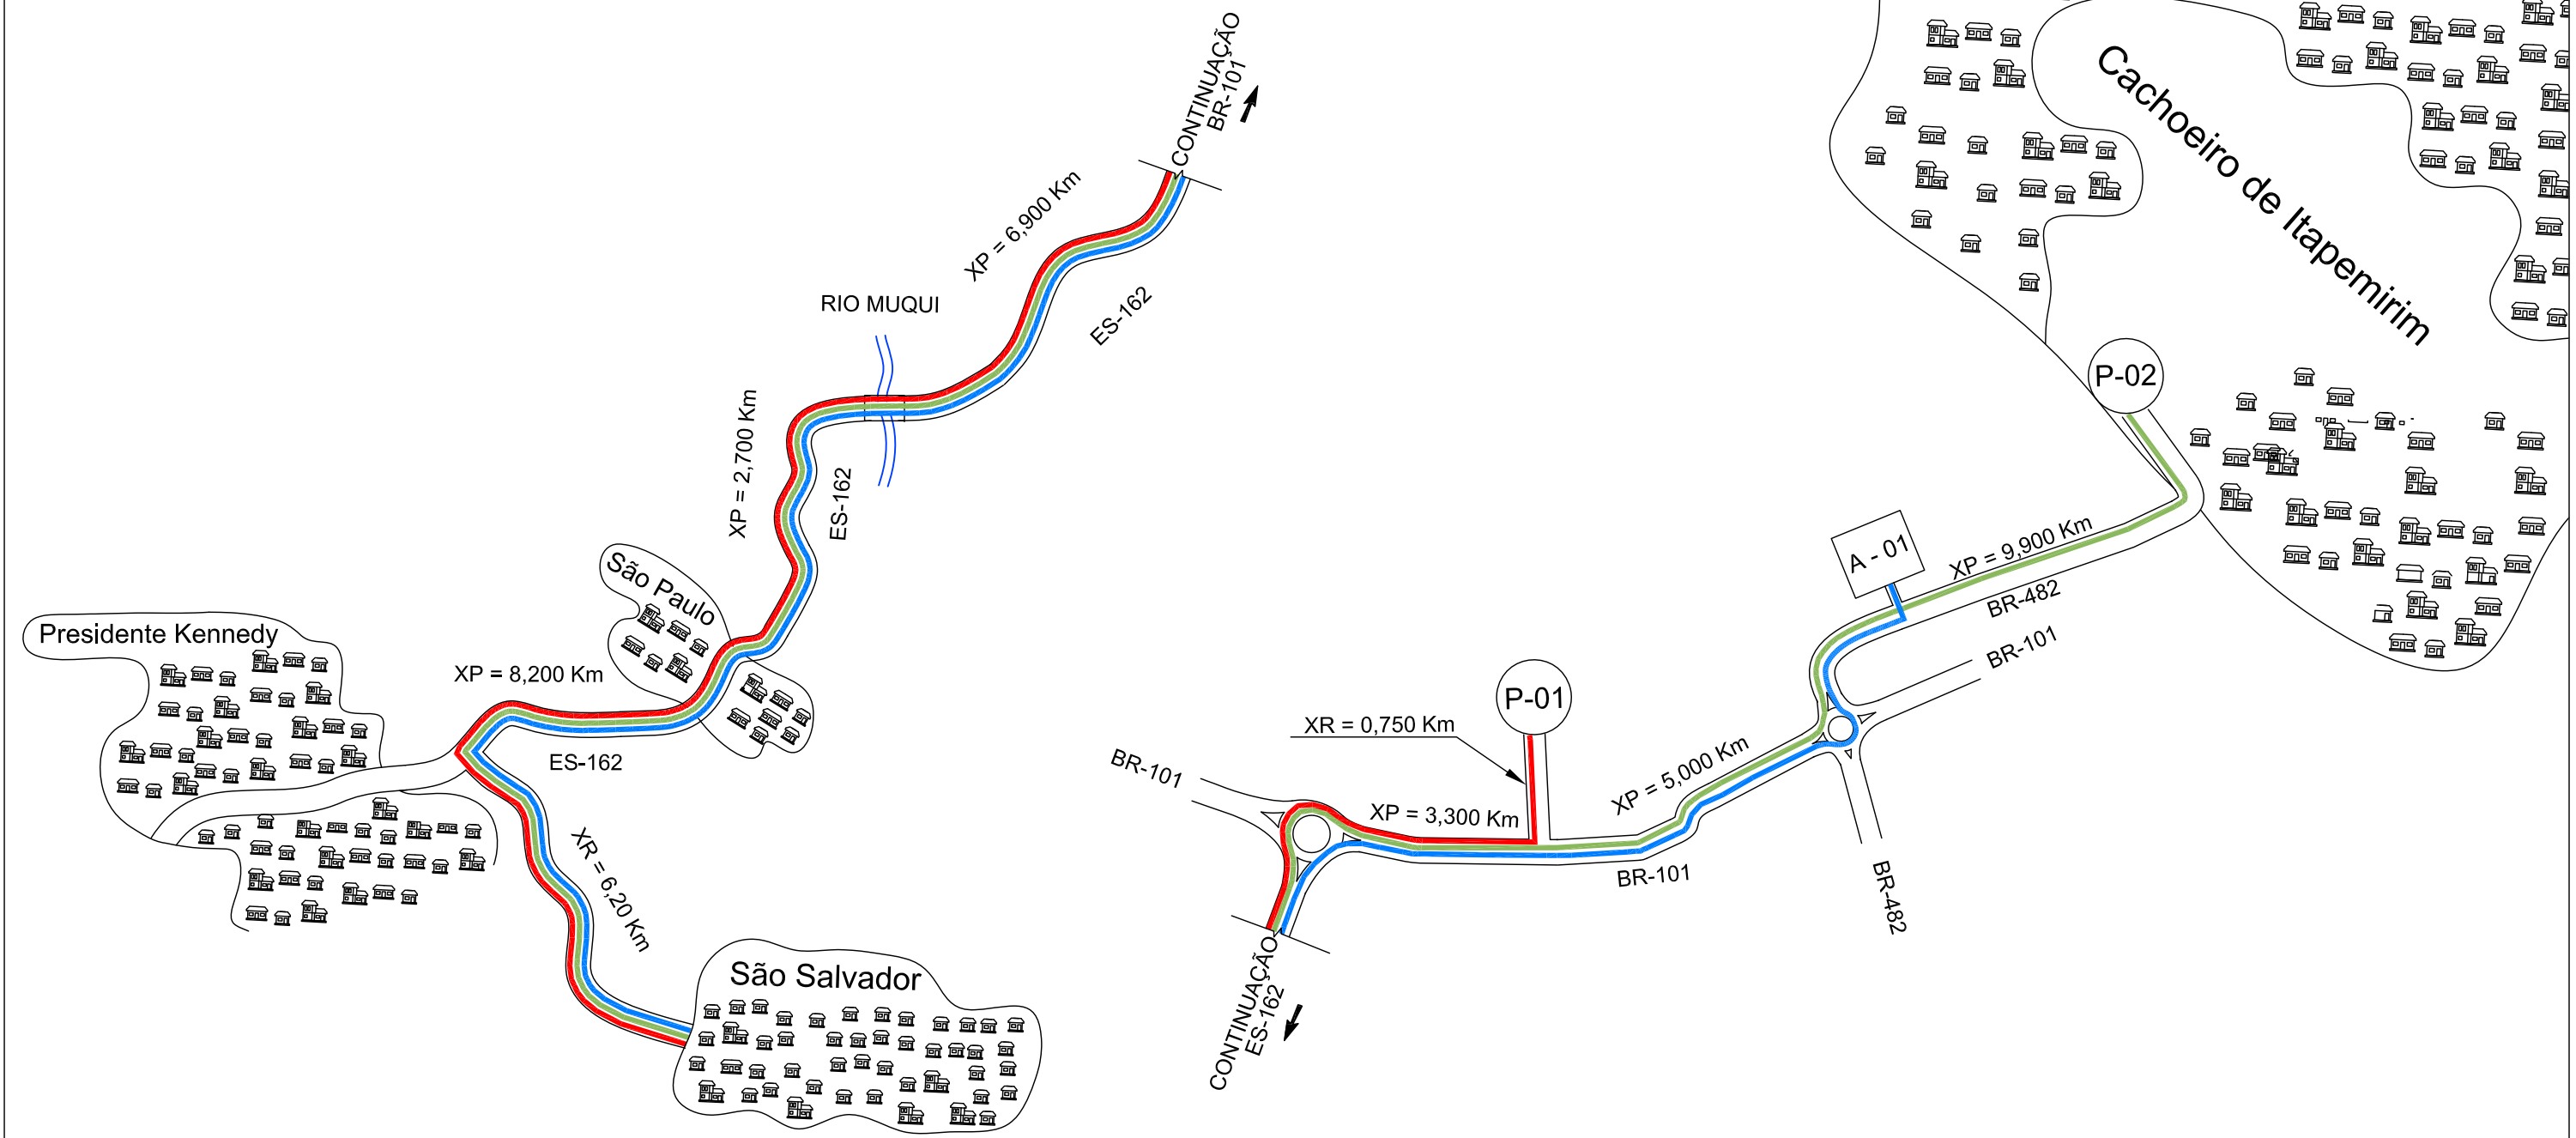 CONTINUAÇÃO
BR-101
Cachoeiro de Itapemirim
XP = 6,900 Km
RIO MUQUI
ES-162
P-02
XP = 2,700 Km
ES-162
A - 01
XP = 9,900 Km
BR-482
São Paulo
Presidente Kennedy
BR-101
XP = 8,200 Km
P-01
XR = 0,750 Km
ES-162
BR-101
XP = 5,000 Km
XP = 3,300 Km
XR = 6,20 Km
BR-101
BR-482
São Salvador
CONTINUAÇÃO
ES-162